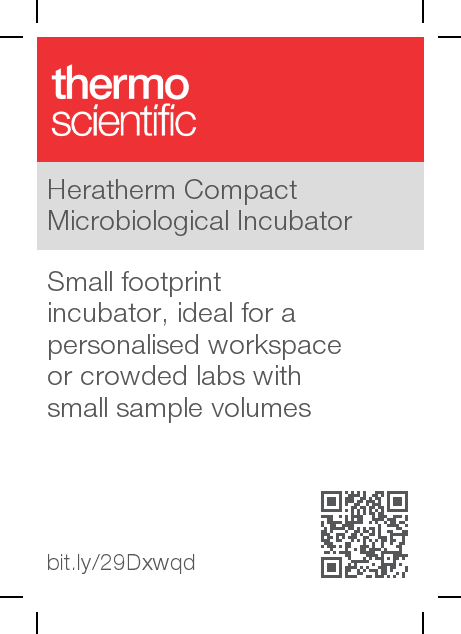 thermo
scientific
Heratherm Compact
Microbiological Incubator
Small footprint
incubator, ideal for a
personalised workspace
or crowded labs with
small sample volumes
bit.ly/29Dxwqd